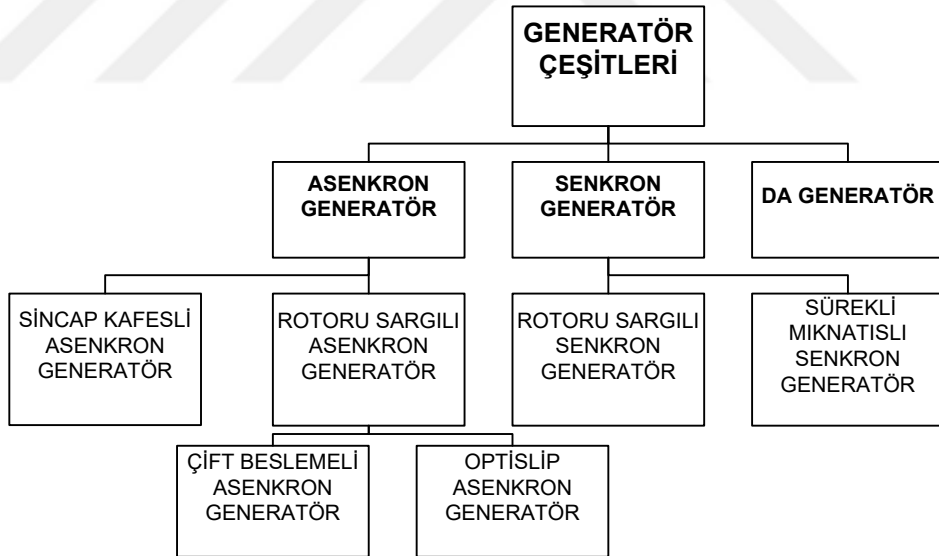 GENERATÖR
ÇEŞİTLERİ
ASENKRON
GENERATÖR
SENKRON
GENERATÖR
DA GENERATÖR
SİNCAP KAFESLİ
ASENKRON
GENERATÖR
ROTORU SARGILI
ASENKRON
GENERATÖR
ROTORU SARGILI
SENKRON
GENERATÖR
SÜREKLİ
MIKNATISLI
SENKRON
GENERATÖR
ÇİFT BESLEMELİ
ASENKRON
GENERATÖR
OPTİSLİP
ASENKRON
GENERATÖR